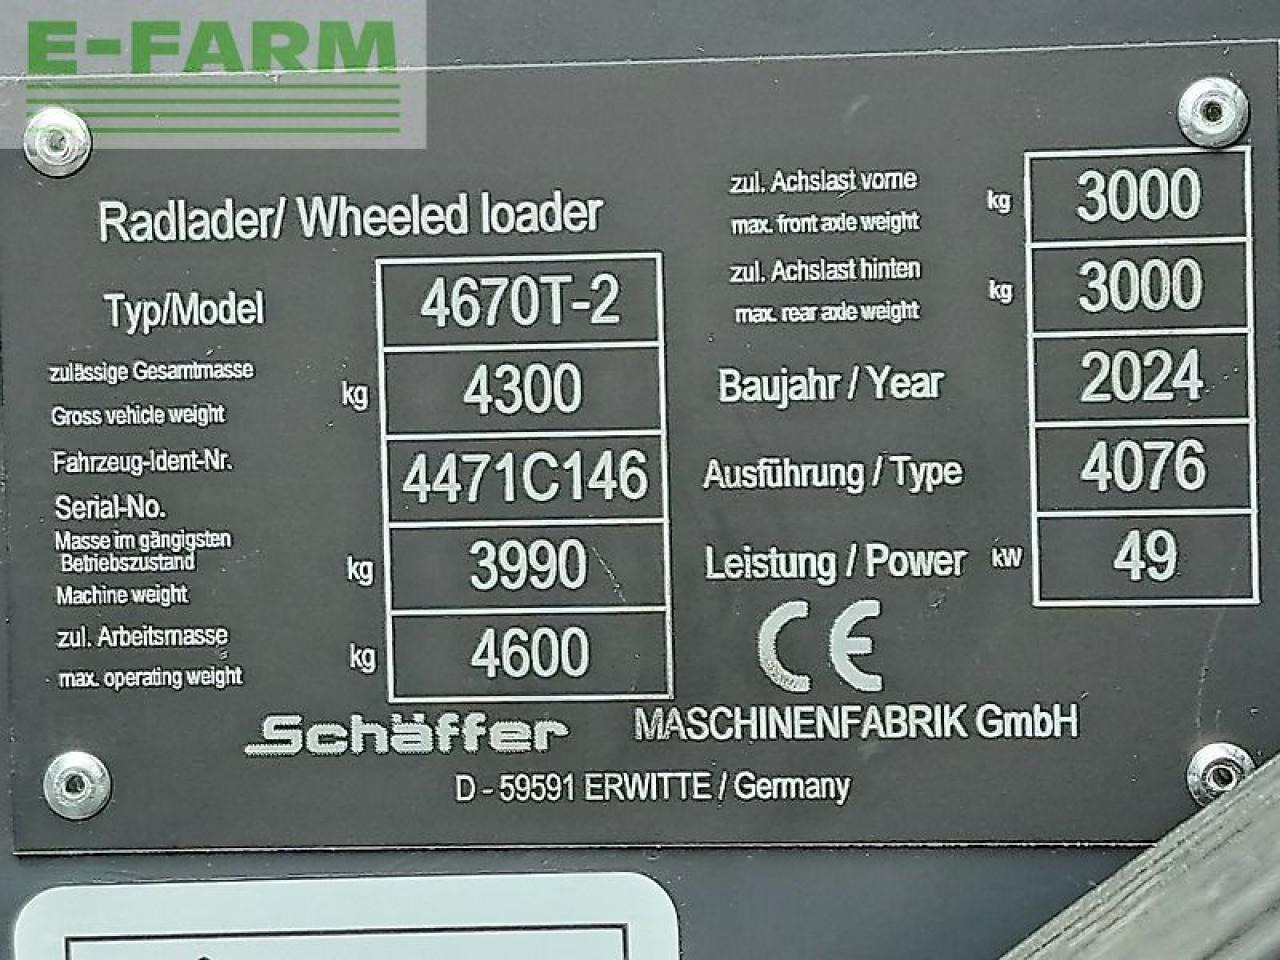 E-FARM
Radlader/ Wheeled loader
Typ/Model 4670T-2
zulässige Gesamtmasse
Gross vehicle weight kg 4300
Fahrzeug-Ident-Nr.
Serial-No. 4471C146
Masse im gängigsten
Betriebszustand
Machine weight kg 3990
zul. Arbeitsmasse
max. operating weight kg 4600
zul. Achslast vorne
max. front axle weight kg 3000
zul. Achslast hinten
max. rear axle weight kg 3000
Baujahr / Year 2024
Ausführung / Type 4076
Leistung / Power kW 49
CE
Schäffer MASCHINENFABRIK GmbH
D - 59591 ERWITTE / Germany